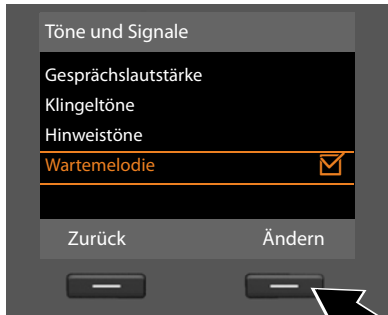 Töne und Signale
Gesprächslautstärke
Klingeltöne
Hinweistöne
Wartemelodie
Zurück Ändern